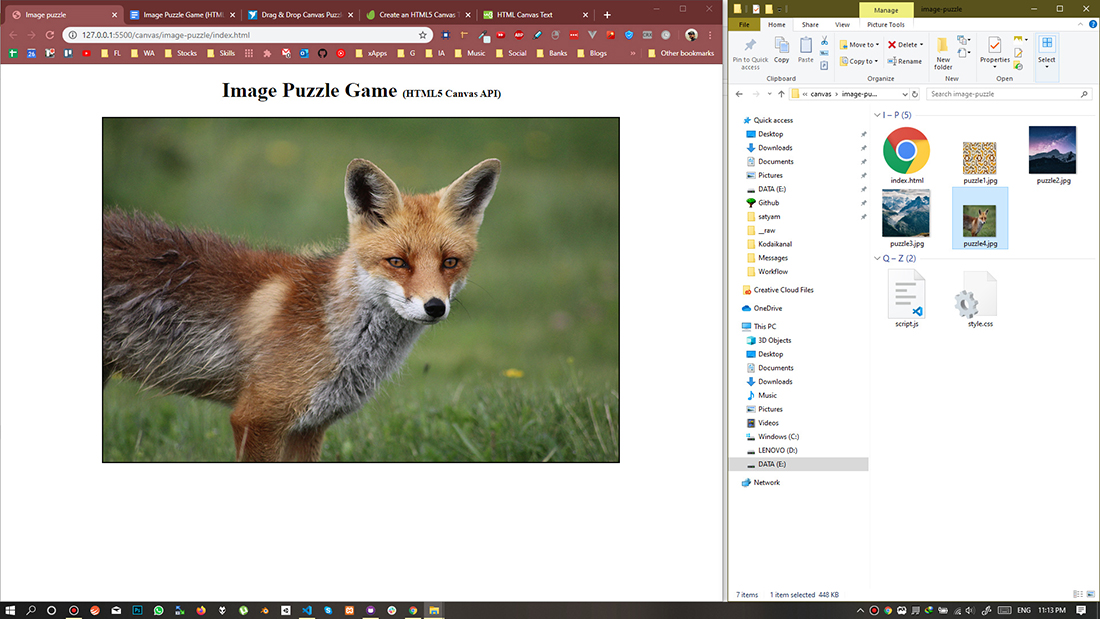 Image puzzle
Image Puzzle Game (HTM
Drag & Drop Canvas Puzz
Create an HTML5 Canvas
HTML Canvas Text
127.0.0.1:5500/canvas/image-puzzle/index.html
FL
WA
Stocks
Skills
xApps
G
IA
Music
Social
Banks
Blogs
»
Other bookmarks
Image Puzzle Game (HTML5 Canvas API)
Manage
image-puzzle
File
Home
Share
View
Picture Tools
Pin to Quick access
Copy
Paste
Move to
Copy to
Delete
Rename
New folder
Properties
Select
Clipboard
Organize
New
Open
« canvas › image-pu...
Search image-puzzle
Quick access
Desktop
Downloads
Documents
Pictures
DATA (E:)
Github
satyam
__raw
Kodaikanal
Messages
Workflow
Creative Cloud Files
OneDrive
This PC
3D Objects
Desktop
Documents
Downloads
Music
Pictures
Videos
Windows (C:)
LENOVO (D:)
DATA (E:)
Network
I – P (5)
index.html
puzzle1.jpg
puzzle2.jpg
puzzle3.jpg
puzzle4.jpg
Q – Z (2)
script.js
style.css
7 items
1 item selected 448 KB
ENG
11:13 PM